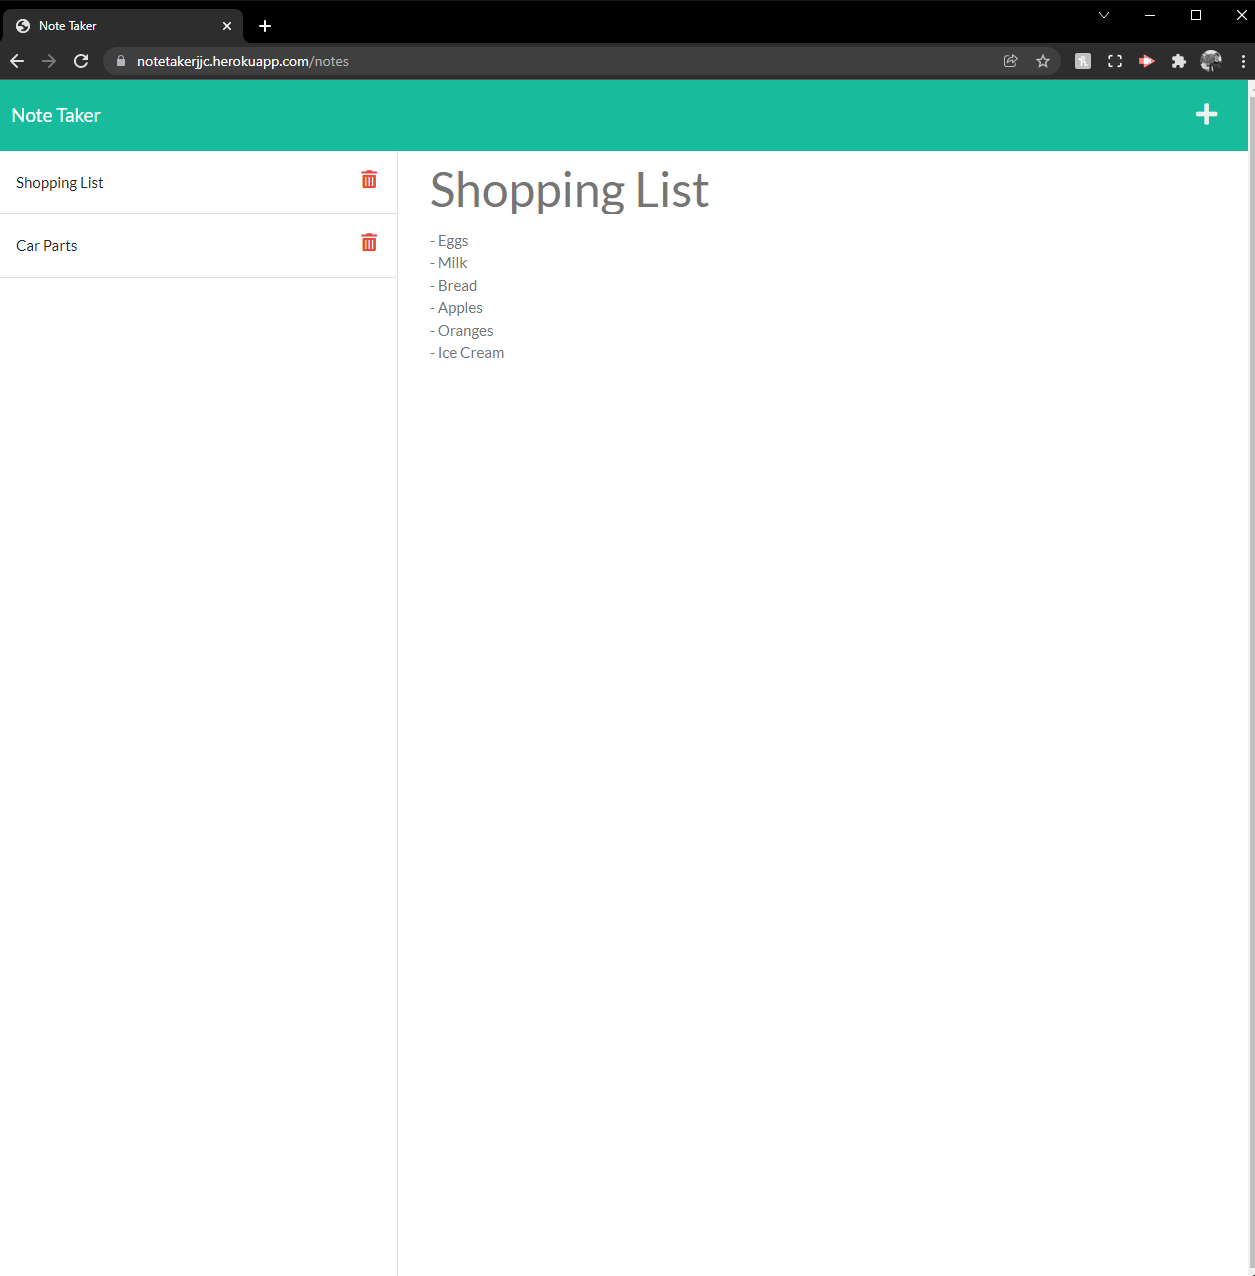 Note Taker
notetakerjjc.herokuapp.com/notes
Note Taker
Shopping List
Car Parts
Shopping List
- Eggs
- Milk
- Bread
- Apples
- Oranges
- Ice Cream